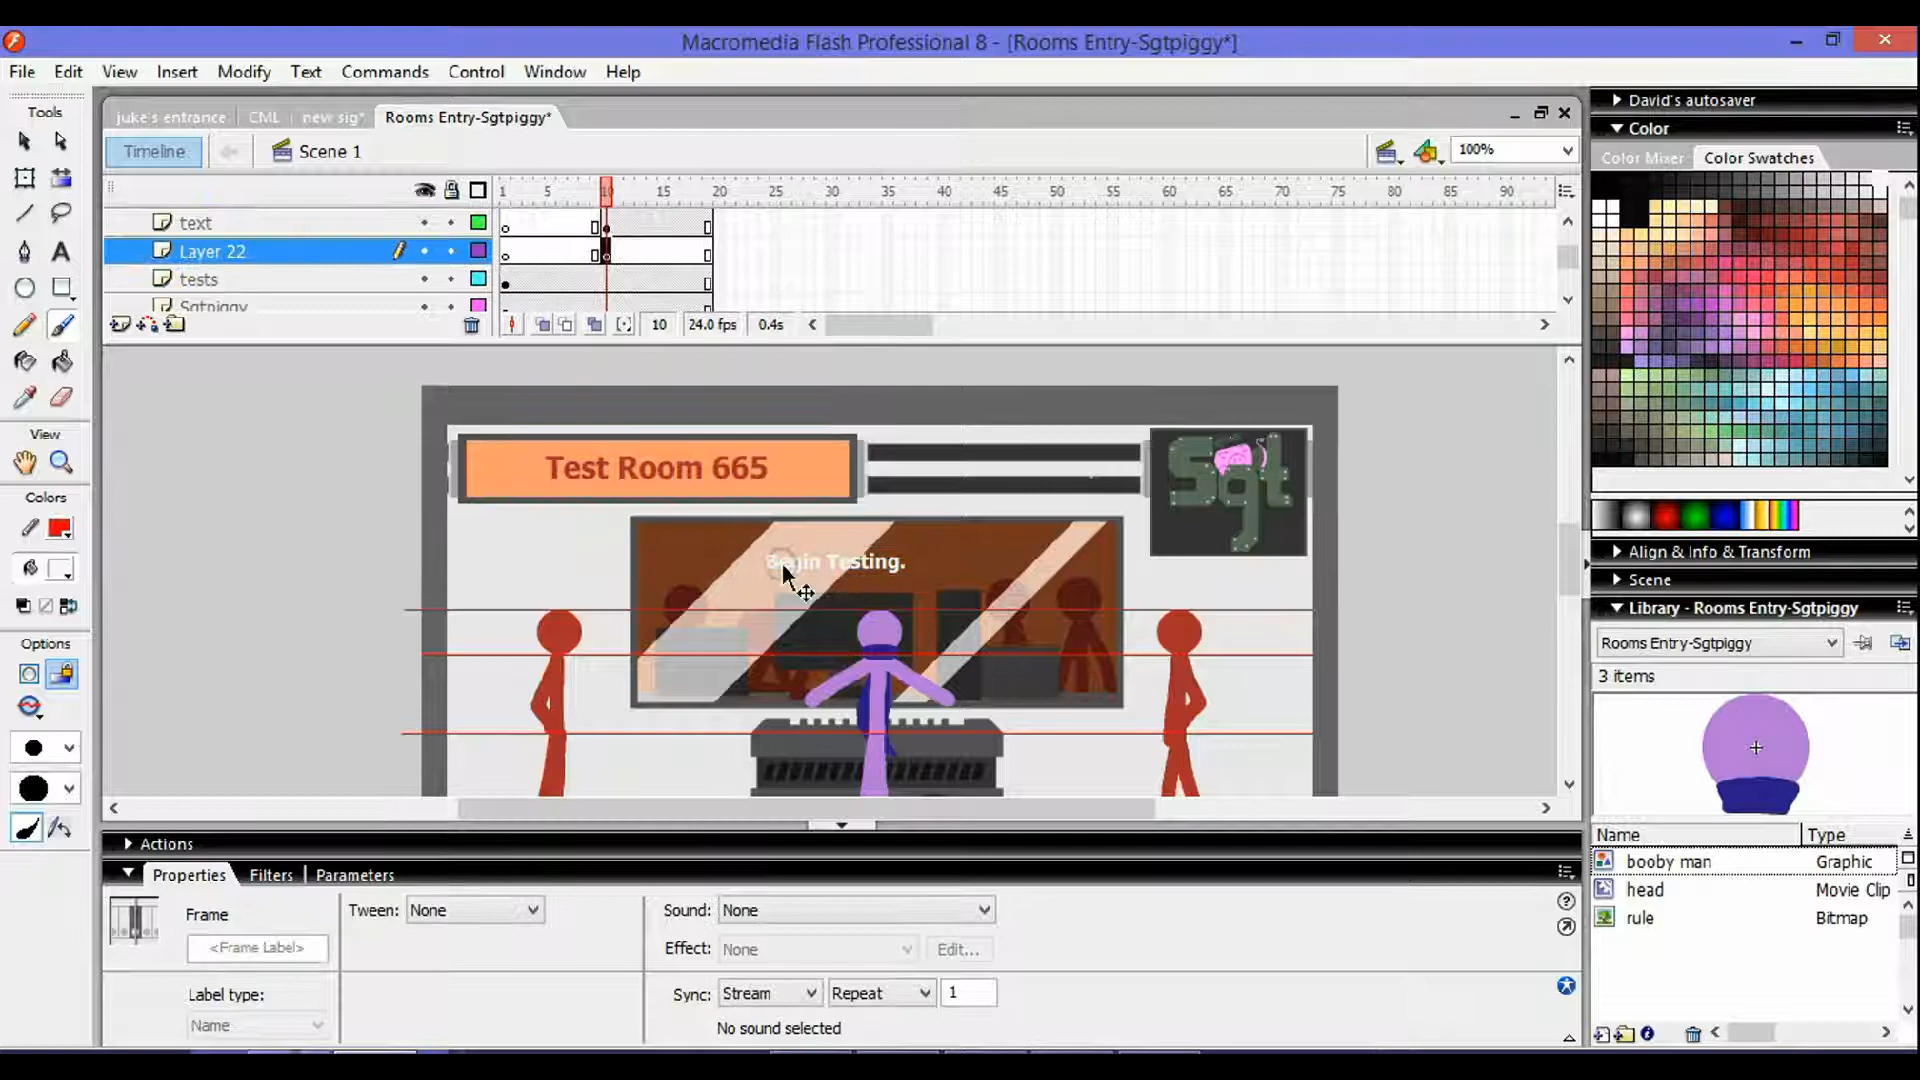 Macromedia Flash Professional 8 - [Rooms Entry-Sgtpiggy*]
File Edit View Insert Modify Text Commands Control Window Help
Tools
juke's entrance CML new sig* Rooms Entry-Sgtpiggy*
Timeline Scene 1 100%
1 5 10 15 20 25 30 35 40 45 50 55 60 65 70 75 80 85 90
text
Layer 22
tests
Sgtpiggy
10 24.0 fps 0.4s
View
Colors
Options
Test Room 665
Sgt
Begin Testing.
David's autosaver
Color
Color Mixer Color Swatches
Align & Info & Transform
Scene
Library - Rooms Entry-Sgtpiggy
Rooms Entry-Sgtpiggy
3 items
Name Type
booby man Graphic
head Movie Clip
rule Bitmap
Actions
Properties Filters Parameters
Frame Tween: None Sound: None
<Frame Label> Effect: None Edit...
Label type: Sync: Stream Repeat 1
Name No sound selected